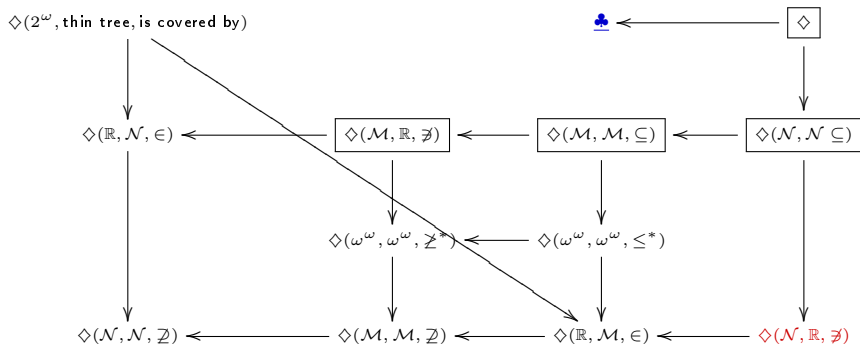 ◇(2^ω, thin tree, is covered by) ♣ ◇
◇(ℝ, 𝒩, ∈) ◇(ℳ, ℝ, ∌) ◇(ℳ, ℳ, ⊆) ◇(𝒩, 𝒩 ⊆)
◇(ω^ω, ω^ω, ≱*) ◇(ω^ω, ω^ω, ≤*)
◇(𝒩, 𝒩, ⊉) ◇(ℳ, ℳ, ⊉) ◇(ℝ, ℳ, ∈) ◇(𝒩, ℝ, ∌)